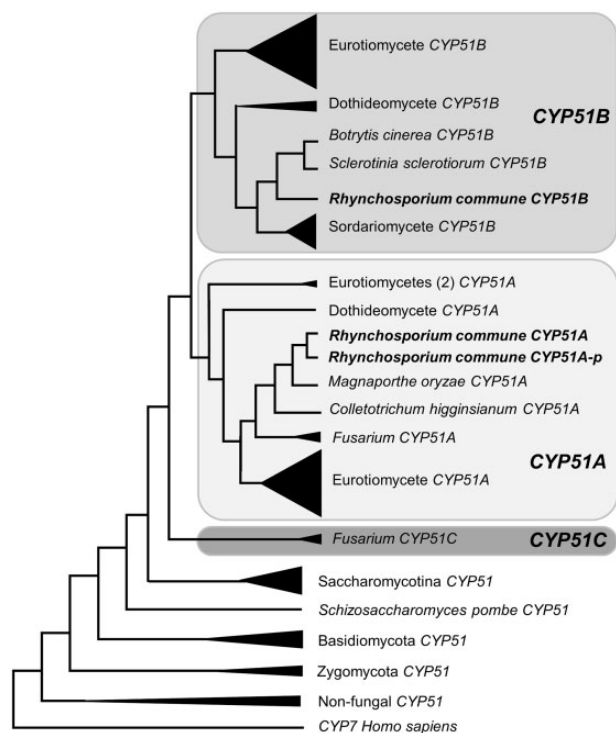 Eurotiomycete CYP51B
Dothideomycete CYP51B
CYP51B
Botrytis cinerea CYP51B
Sclerotinia sclerotiorum CYP51B
Rhynchosporium commune CYP51B
Sordariomycete CYP51B
Eurotiomycetes (2) CYP51A
Dothideomycete CYP51A
Rhynchosporium commune CYP51A
Rhynchosporium commune CYP51A-p
Magnaporthe oryzae CYP51A
Colletotrichum higginsianum CYP51A
Fusarium CYP51A
CYP51A
Eurotiomycete CYP51A
Fusarium CYP51C
CYP51C
Saccharomycotina CYP51
Schizosaccharomyces pombe CYP51
Basidiomycota CYP51
Zygomycota CYP51
Non-fungal CYP51
CYP7 Homo sapiens